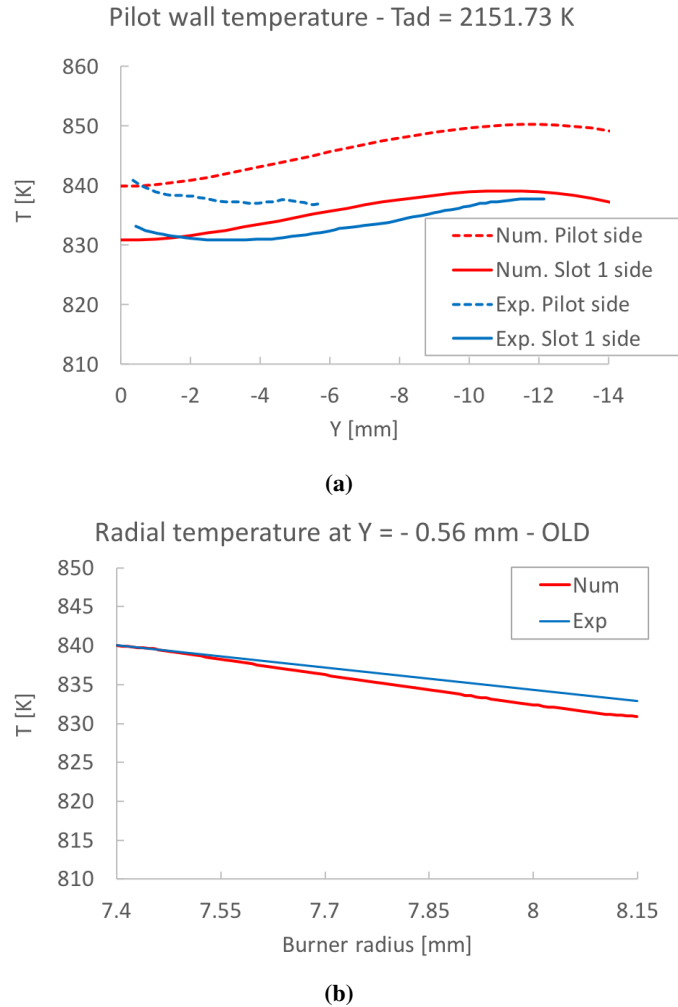 Pilot wall temperature - Tad = 2151.73 K
860
850
840
830
820
810
T [K]
Num. Pilot side
Num. Slot 1 side
Exp. Pilot side
Exp. Slot 1 side
0 -2 -4 -6 -8 -10 -12 -14
Y [mm]
(a)
Radial temperature at Y = - 0.56 mm - OLD
850
845
840
835
830
825
820
815
810
T [K]
Num
Exp
7.4 7.55 7.7 7.85 8 8.15
Burner radius [mm]
(b)